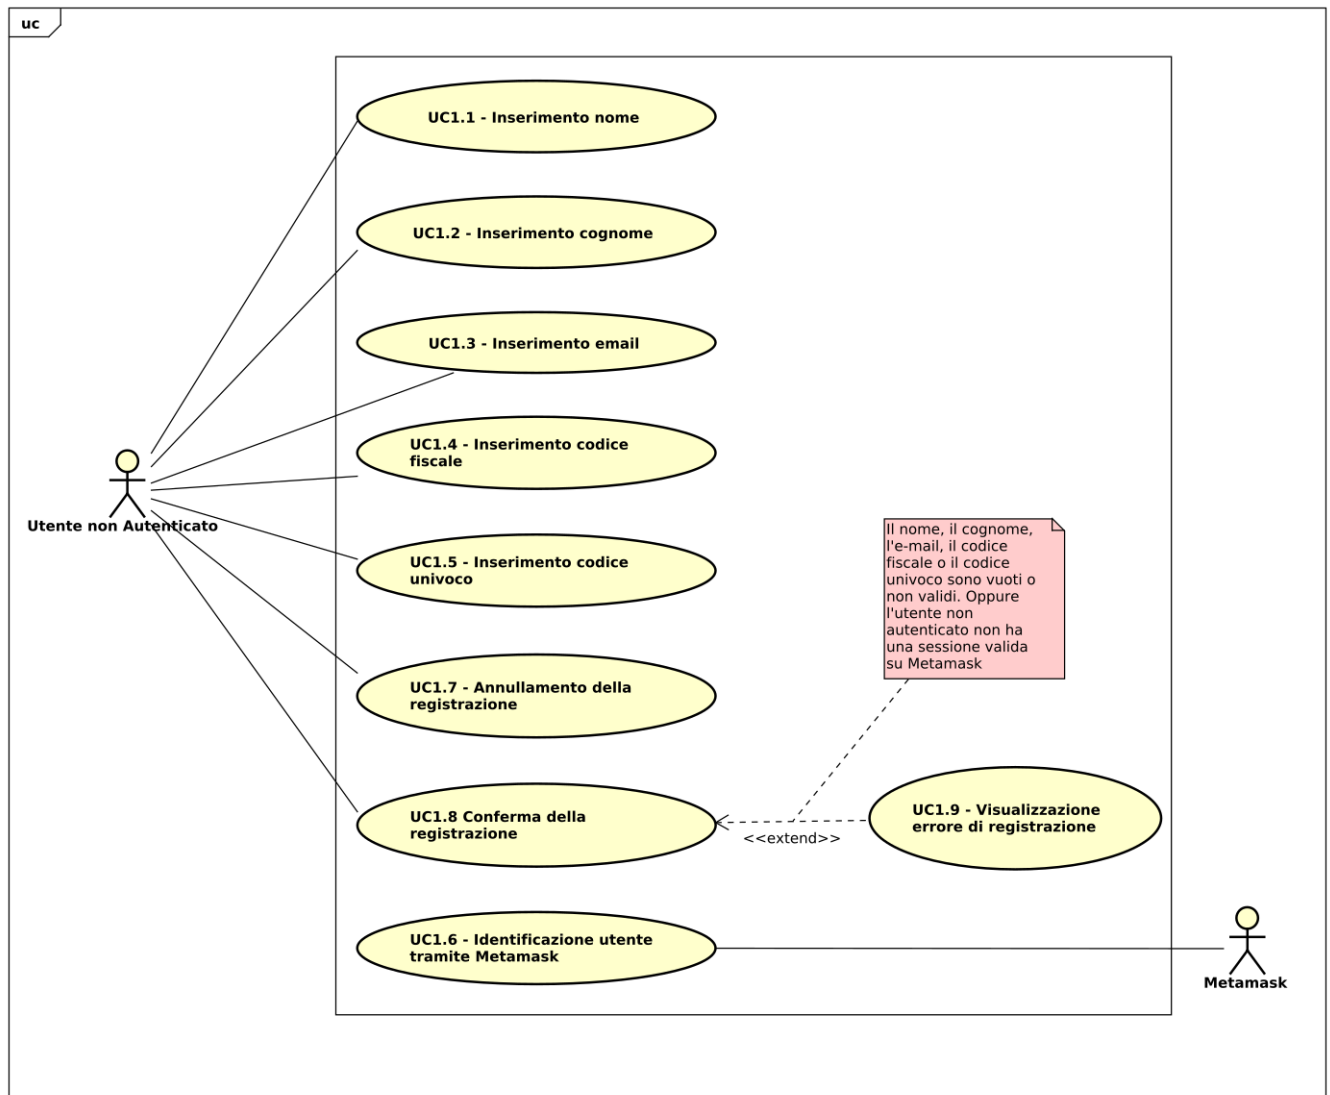 uc
UC1.1 - Inserimento nome
UC1.2 - Inserimento cognome
UC1.3 - Inserimento email
UC1.4 - Inserimento codice
fiscale
Utente non Autenticato
UC1.5 - Inserimento codice
univoco
Il nome, il cognome,
l'e-mail, il codice
fiscale o il codice
univoco sono vuoti o
non validi. Oppure
l'utente non
autenticato non ha
una sessione valida
su Metamask
UC1.7 - Annullamento della
registrazione
UC1.8 Conferma della
registrazione
<<extend>>
UC1.9 - Visualizzazione
errore di registrazione
UC1.6 - Identificazione utente
tramite Metamask
Metamask